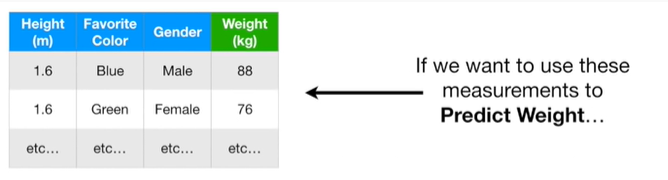 Height (m) Favorite Color Gender Weight (kg)
1.6 Blue Male 88
1.6 Green Female 76
etc... etc... etc... etc...
If we want to use these
measurements to
Predict Weight...